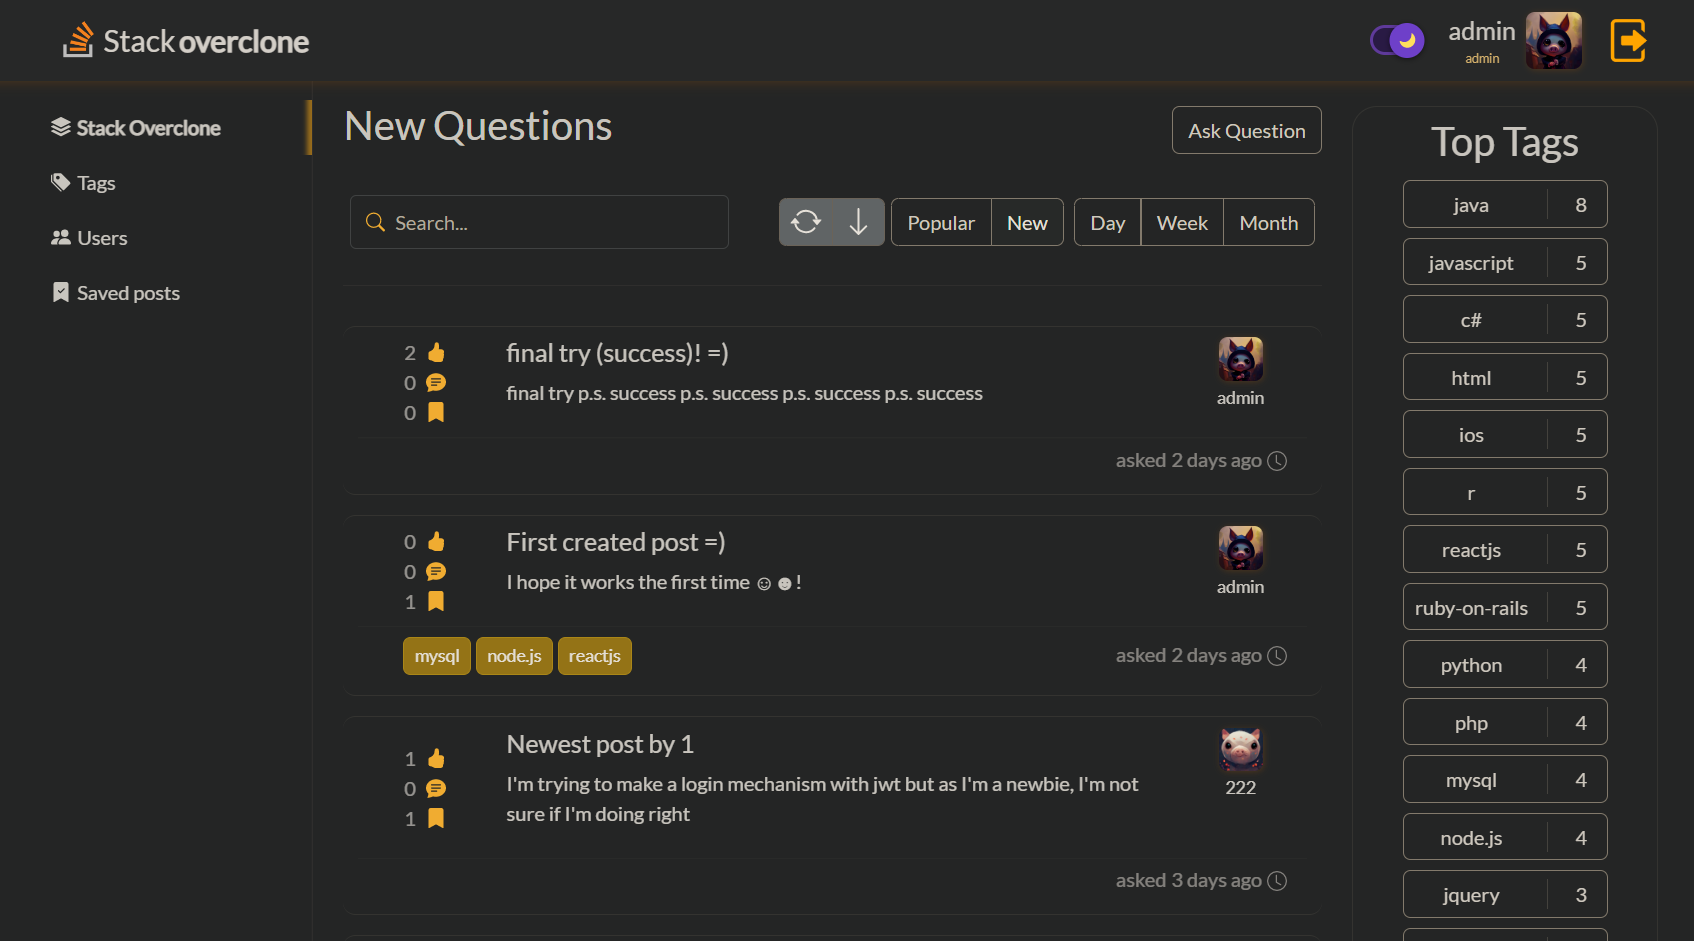 Stack overclone
admin
admin
Stack Overclone
Tags
Users
Saved posts
New Questions
Ask Question
Search...
Popular
New
Day
Week
Month
2
0
0
final try (success)! =)
final try p.s. success p.s. success p.s. success p.s. success
admin
asked 2 days ago
0
0
1
First created post =)
I hope it works the first time ☺☻!
admin
mysql
node.js
reactjs
asked 2 days ago
1
0
1
Newest post by 1
I'm trying to make a login mechanism with jwt but as I'm a newbie, I'm not
sure if I'm doing right
222
asked 3 days ago
Top Tags
java 8
javascript 5
c# 5
html 5
ios 5
r 5
reactjs 5
ruby-on-rails 5
python 4
php 4
mysql 4
node.js 4
jquery 3